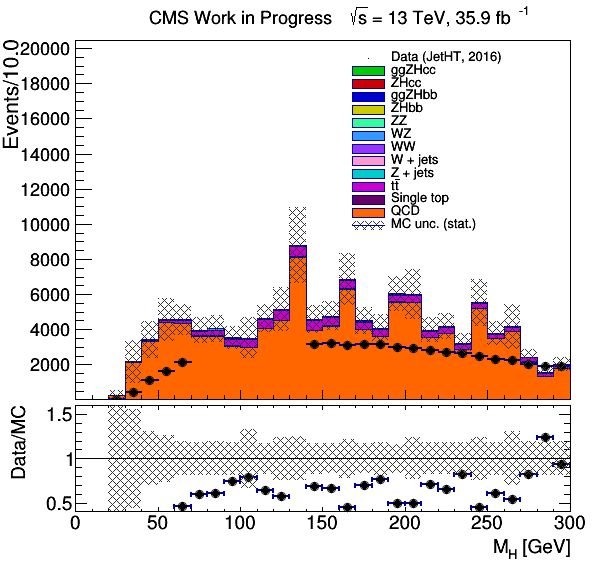 CMS Work in Progress √s = 13 TeV, 35.9 fb -1
Events/10.0
20000
18000
16000
14000
12000
10000
8000
6000
4000
2000
Data (JetHT, 2016)
ggZHcc
ZHcc
ggZHbb
ZHbb
ZZ
WZ
WW
W + jets
Z + jets
tt̄
Single top
QCD
MC unc. (stat.)
Data/MC
1.5
1
0.5
0 50 100 150 200 250 300
M_H [GeV]